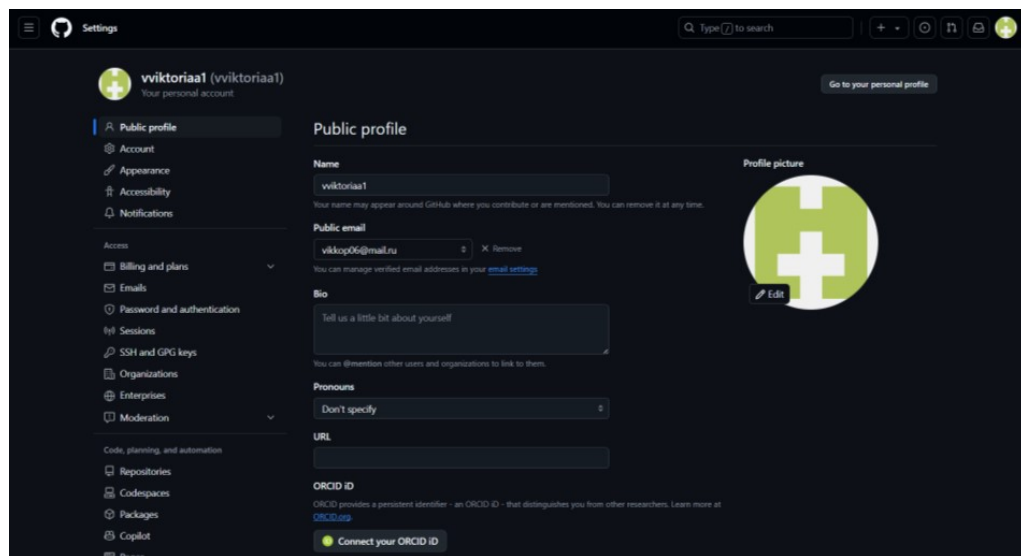 Settings
Type / to search
vviktoriaa1 (vviktoriaa1)
Your personal account
Go to your personal profile
Public profile
Account
Appearance
Accessibility
Notifications
Access
Billing and plans
Emails
Password and authentication
Sessions
SSH and GPG keys
Organizations
Enterprises
Moderation
Code, planning, and automation
Repositories
Codespaces
Packages
Copilot
Public profile
Name
vviktoriaa1
Your name may appear around GitHub where you contribute or are mentioned. You can remove it at any time.
Public email
vikkop06@mail.ru
Remove
You can manage verified email addresses in your email settings
Bio
Tell us a little bit about yourself
You can @mention other users and organizations to link to them.
Pronouns
Don't specify
URL
ORCID iD
ORCID provides a persistent identifier - an ORCID iD - that distinguishes you from other researchers. Learn more at
ORCID.org.
Connect your ORCID iD
Profile picture
Edit